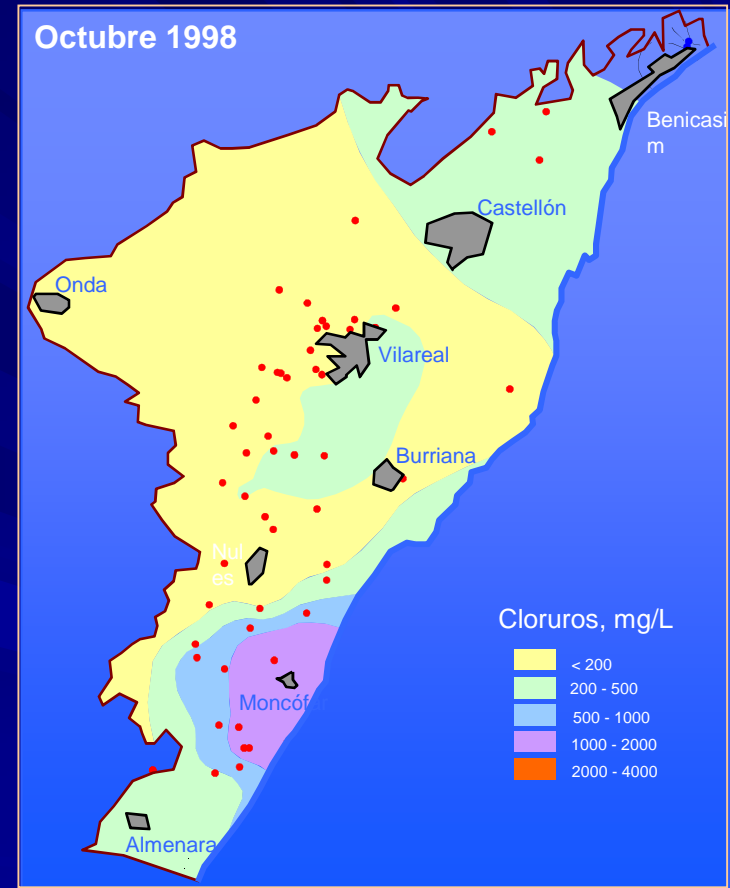 Octubre 1998
Benicasi
m
Castellón
Onda
Vilareal
Burriana
Nul
es
Cloruros, mg/L
< 200
200 - 500
500 - 1000
Moncófar
1000 - 2000
2000 - 4000
Almenara